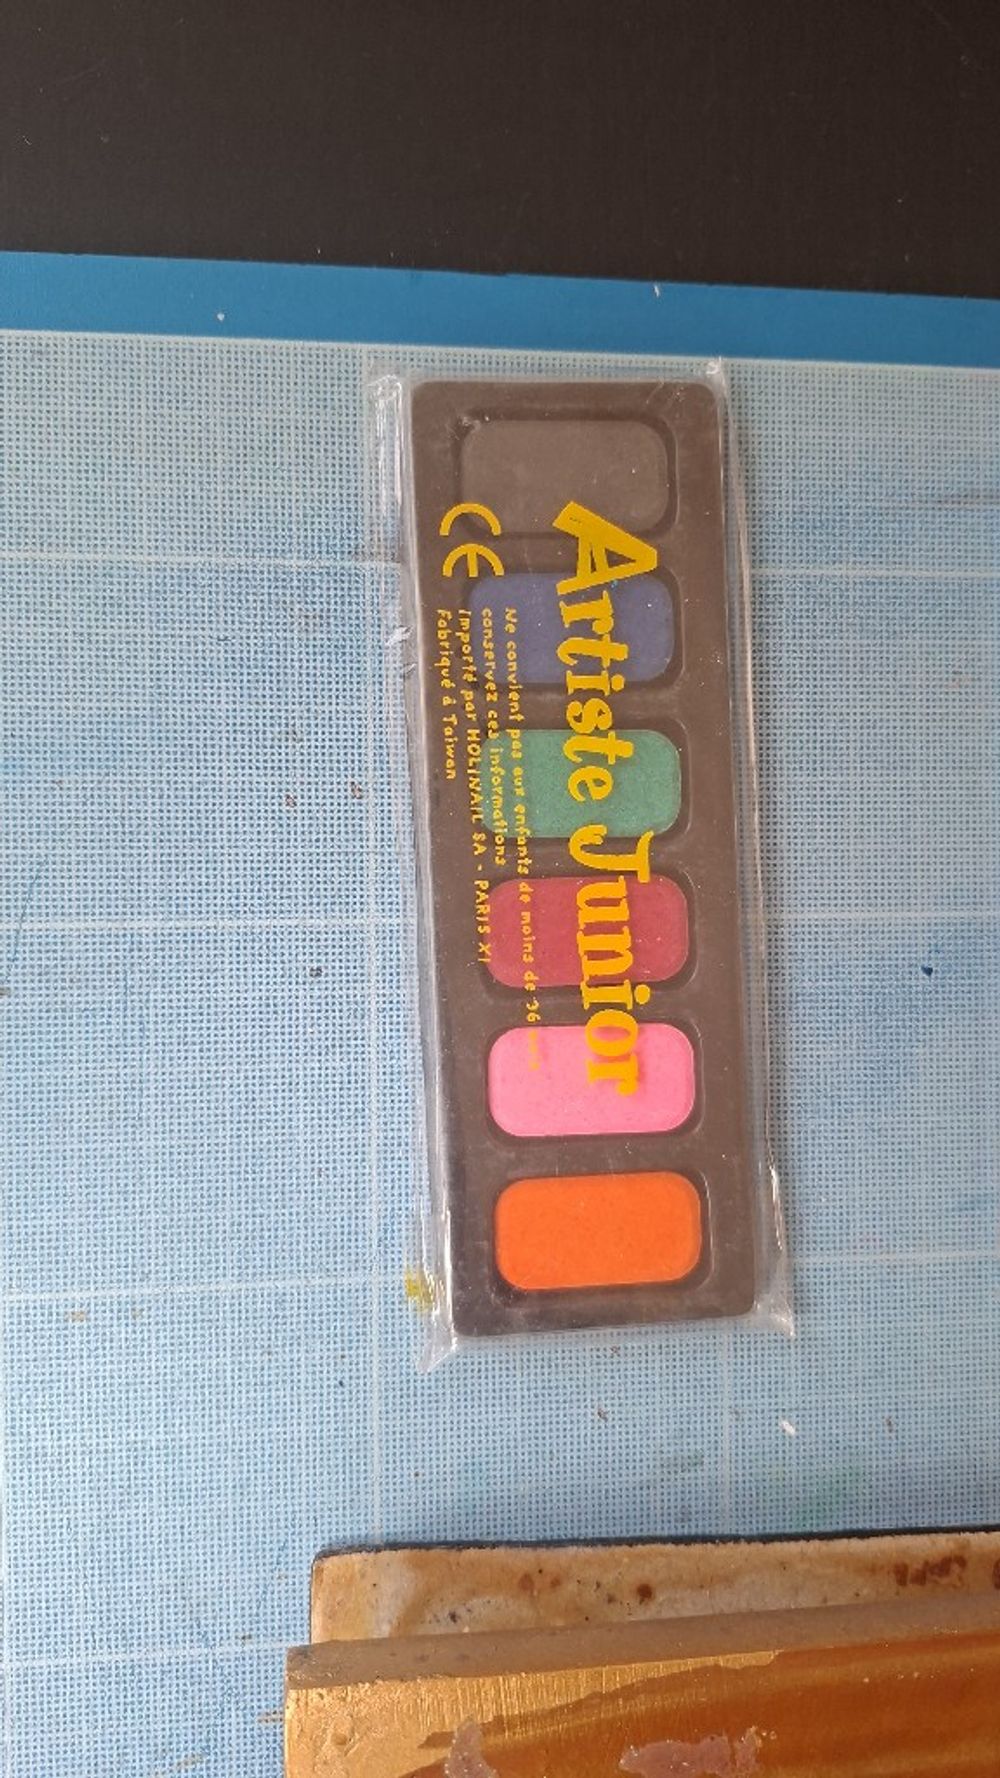 Artiste Junior
CE
Ne convient pas aux enfants de moins de 36
conservez ces informations
Importé par HOLINAIL SA - PARIS XI
Fabriqué à Taiwan